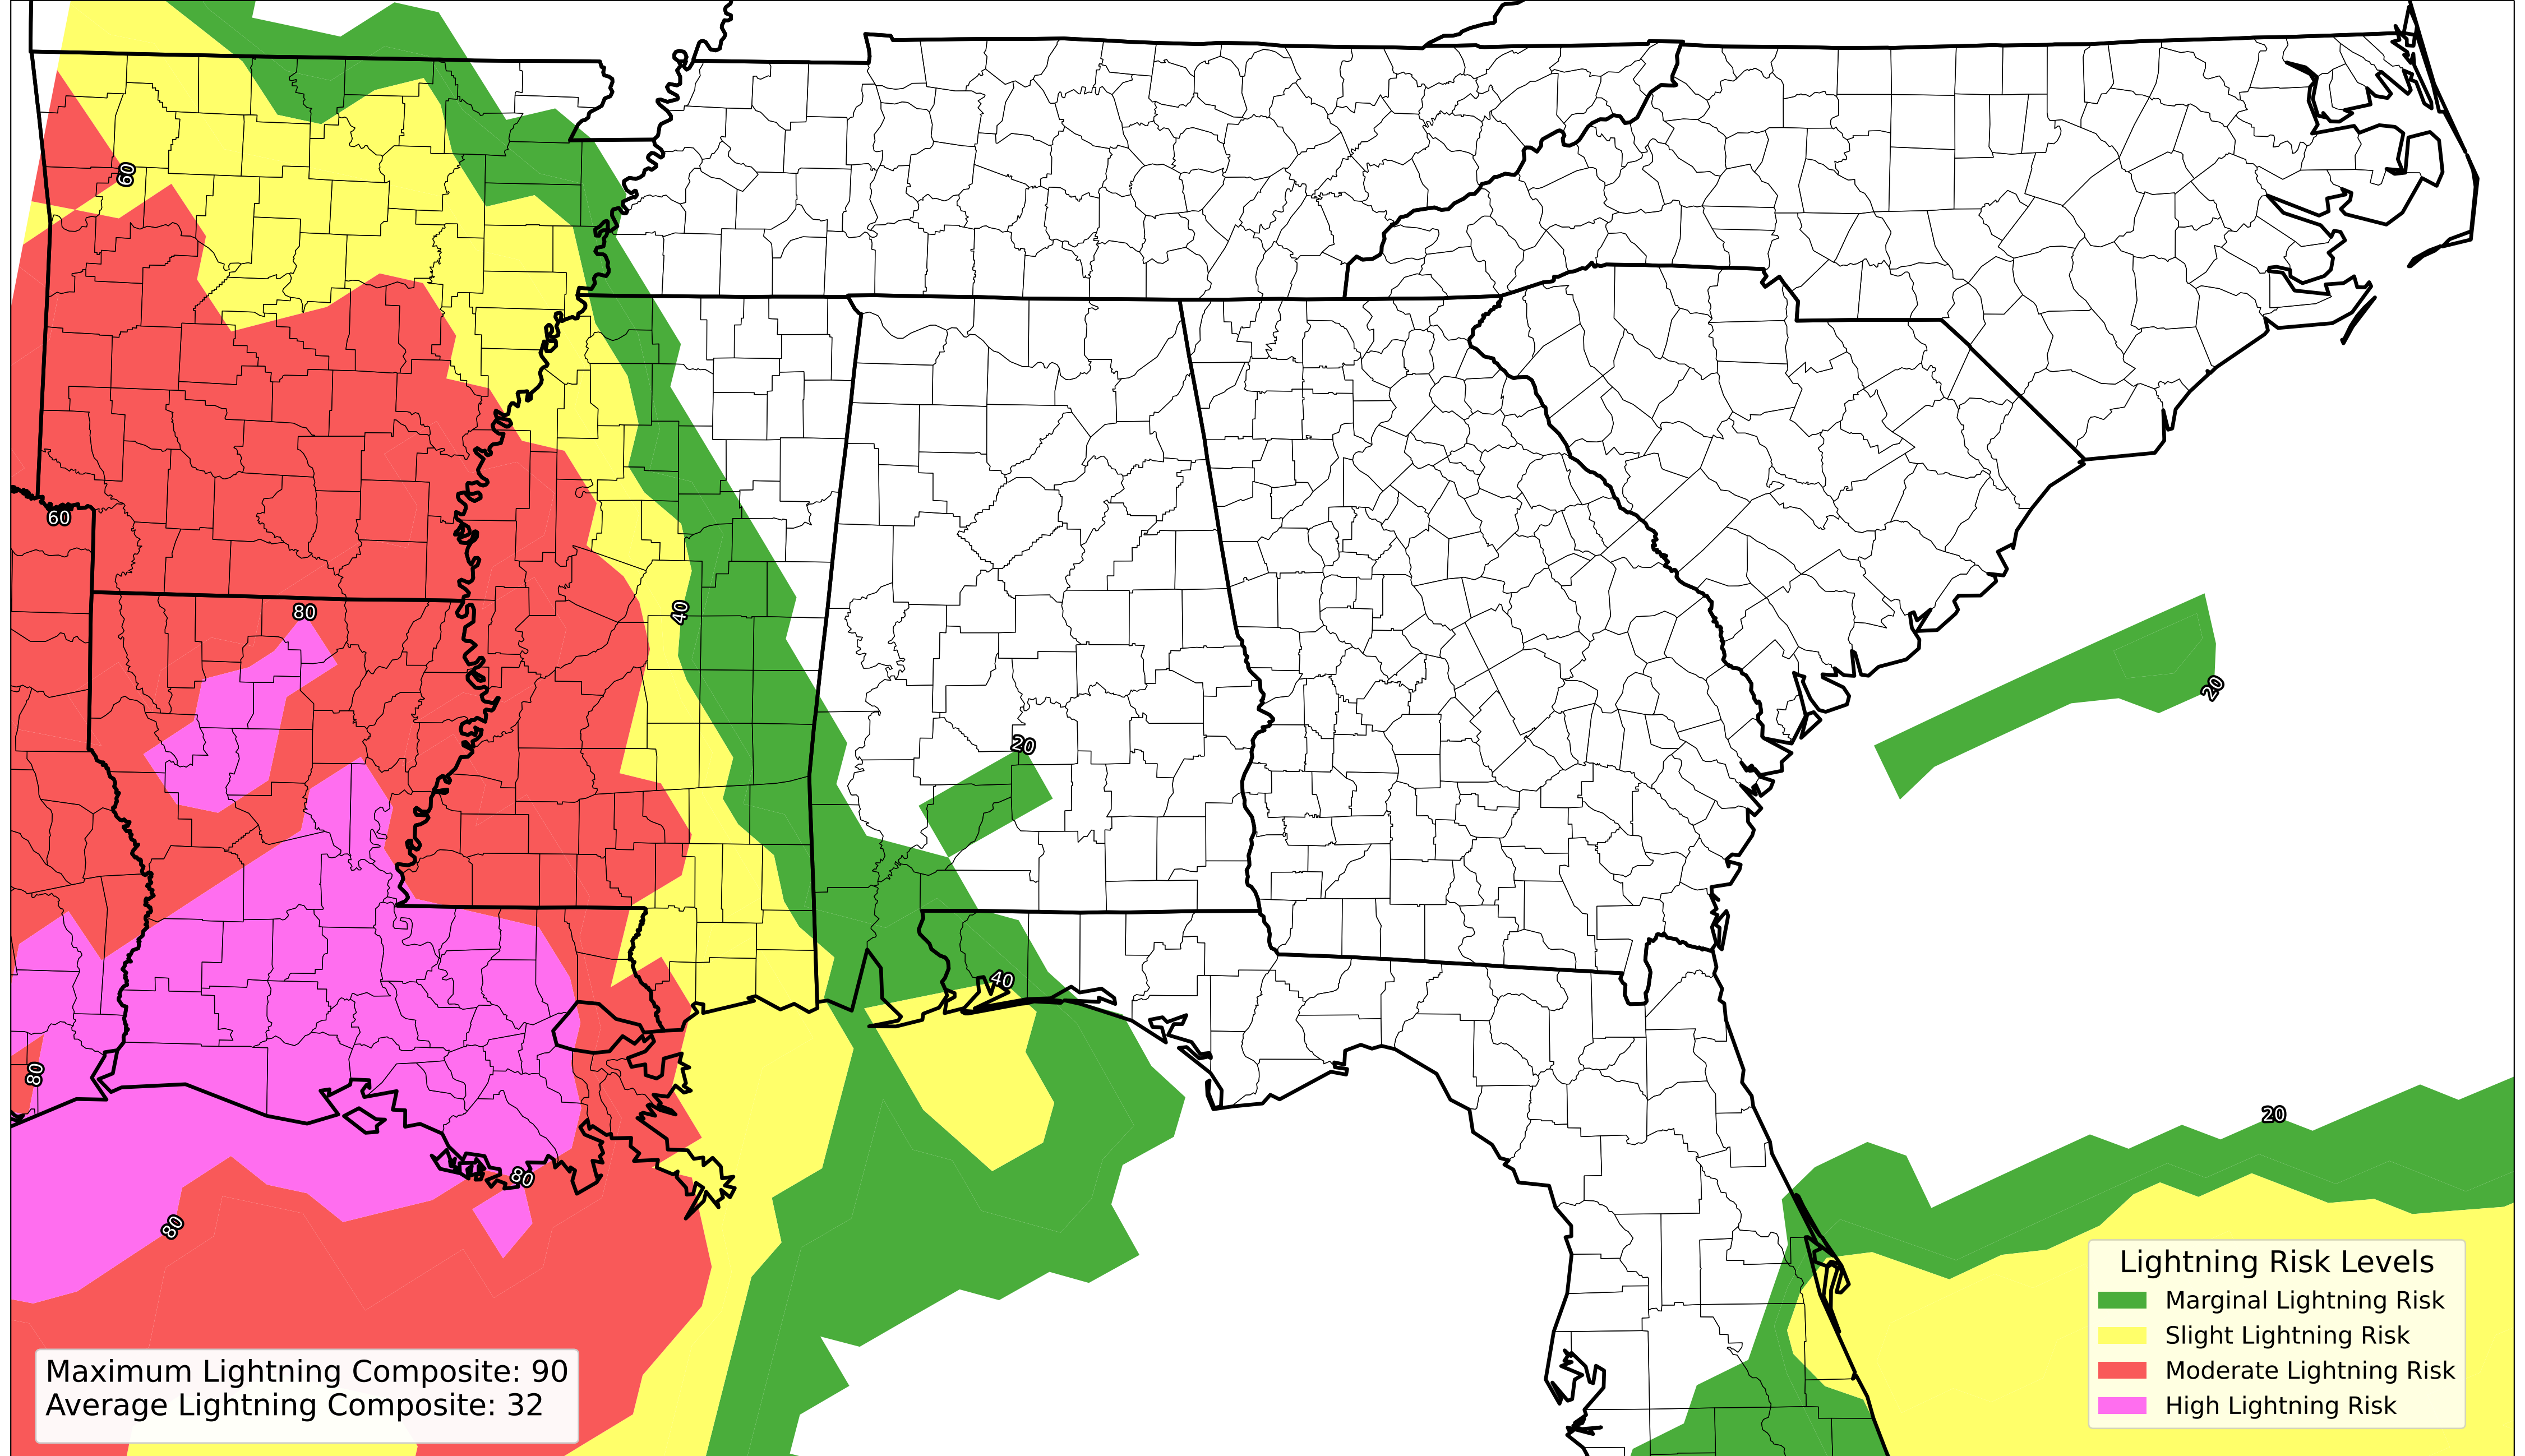 60
60
80
40
20
20
40
80
20
80
80
Lightning Risk Levels
Marginal Lightning Risk
Slight Lightning Risk
Moderate Lightning Risk
High Lightning Risk
Maximum Lightning Composite: 90
Average Lightning Composite: 32